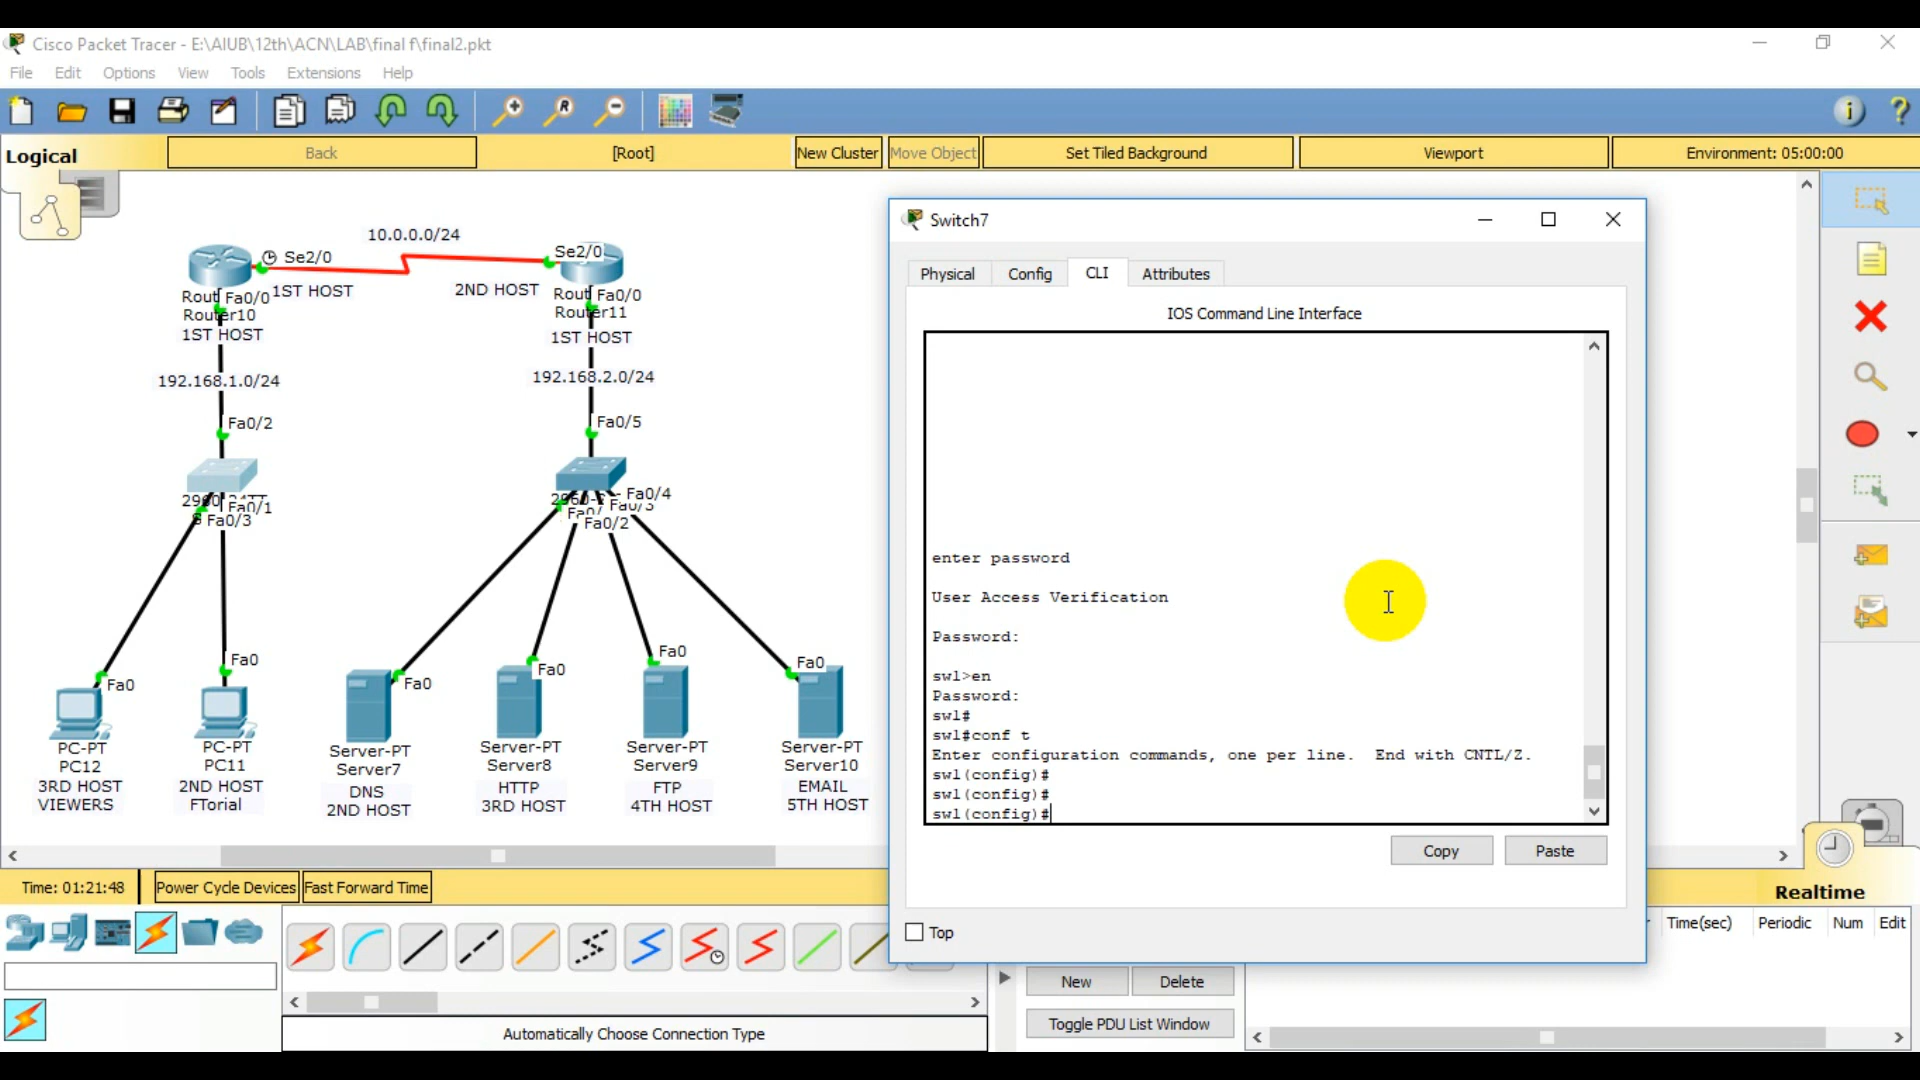 Cisco Packet Tracer - E:\AIUB\12th\ACN\LAB\final f\final2.pkt
File Edit Options View Tools Extensions Help
Logical
Back
[Root]
New Cluster
Move Object
Set Tiled Background
Viewport
Environment: 05:00:00
10.0.0.0/24
Se2/0
Se2/0
1ST HOST
2ND HOST
Fa0/0
Router10
1ST HOST
Fa0/0
Router11
1ST HOST
192.168.1.0/24
192.168.2.0/24
Fa0/2
Fa0/5
Fa0/1
Fa0/3
Fa0/4
Fa0/3
Fa0/2
Fa0
Fa0
Fa0
Fa0
Fa0
Fa0
PC-PT
PC12
3RD HOST
VIEWERS
PC-PT
PC11
2ND HOST
FTorial
Server-PT
Server7
DNS
2ND HOST
Server-PT
Server8
HTTP
3RD HOST
Server-PT
Server9
FTP
4TH HOST
Server-PT
Server10
EMAIL
5TH HOST
Switch7
Physical
Config
CLI
Attributes
IOS Command Line Interface
enter password
User Access Verification
Password:
sw1>en
Password:
sw1#
sw1#conf t
Enter configuration commands, one per line. End with CNTL/Z.
sw1(config)#
sw1(config)#
sw1(config)#
Copy
Paste
Top
Time: 01:21:48
Power Cycle Devices
Fast Forward Time
Realtime
Time(sec)
Periodic
Num
Edit
New
Delete
Toggle PDU List Window
Automatically Choose Connection Type